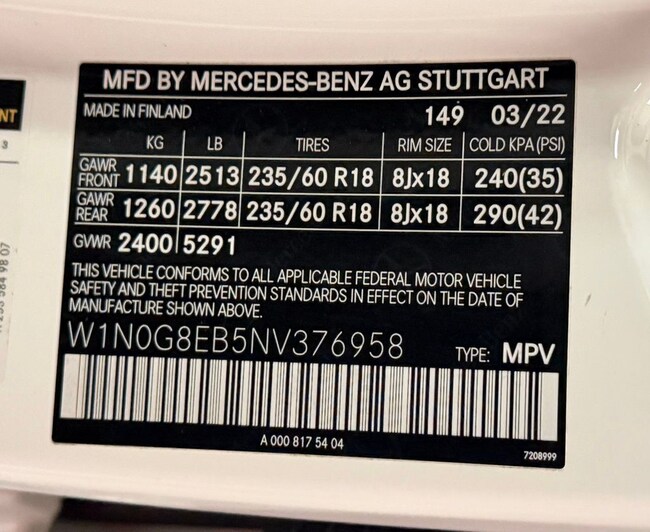 MFD BY MERCEDES-BENZ AG STUTTGART
MADE IN FINLAND 149 03/22
KG LB TIRES RIM SIZE COLD KPA (PSI)
GAWR FRONT 1140 2513 235/60 R18 8Jx18 240(35)
GAWR REAR 1260 2778 235/60 R18 8Jx18 290(42)
GVWR 2400 5291
THIS VEHICLE CONFORMS TO ALL APPLICABLE FEDERAL MOTOR VEHICLE
SAFETY AND THEFT PREVENTION STANDARDS IN EFFECT ON THE DATE OF
MANUFACTURE SHOWN ABOVE.
W1N0G8EB5NV376958 TYPE: MPV
A 000 817 54 04
7208999
NT